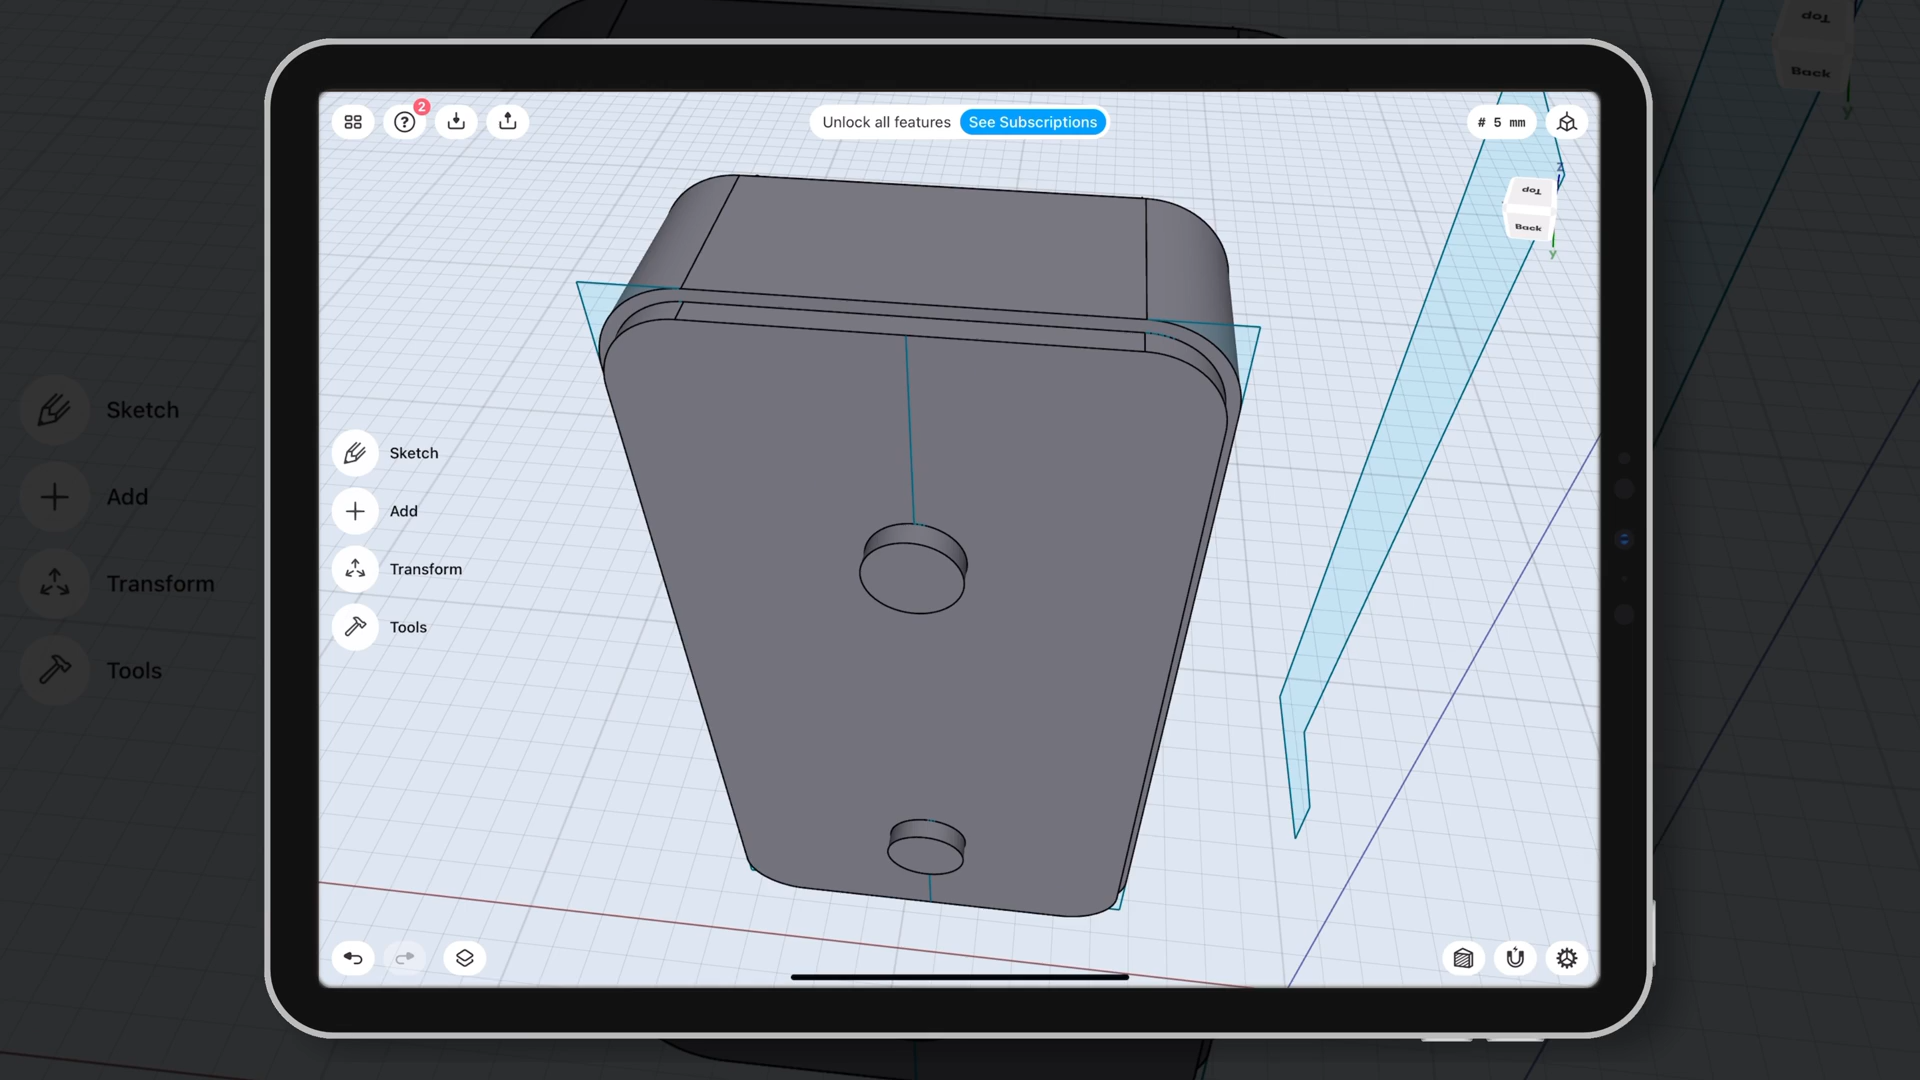 Top
Back
y
2
Unlock all features See Subscriptions
# 5 mm
z
Top
Back
y
Sketch
Add
Transform
Tools
Sketch
Add
Transform
Tools